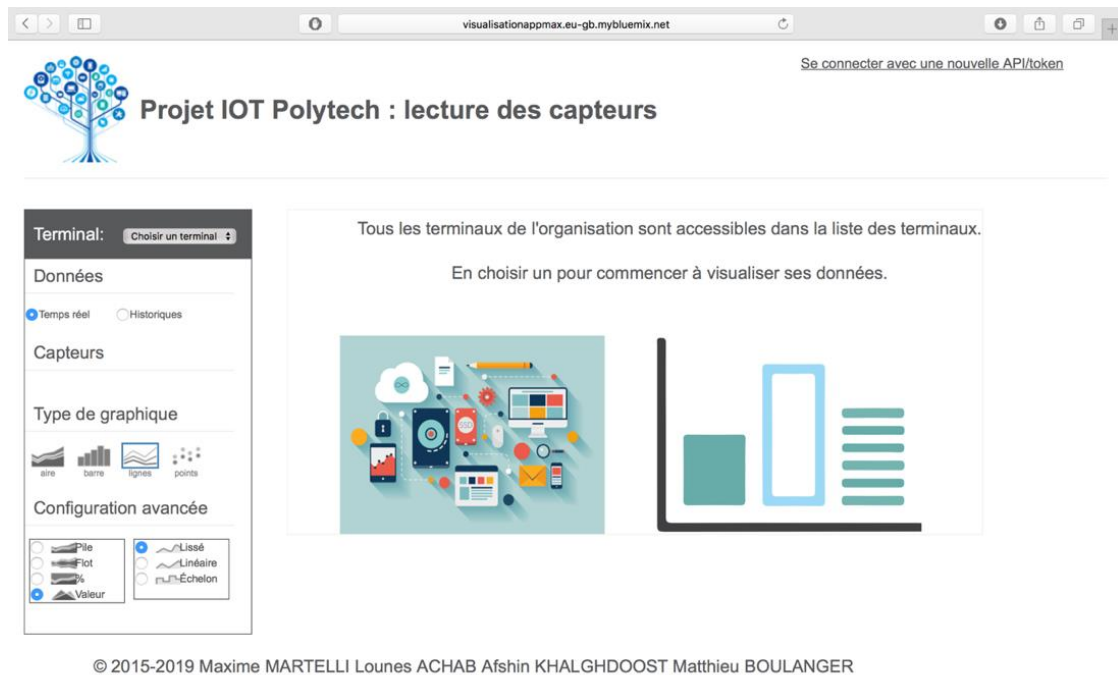 visualisationappmax.eu-gb.mybluemix.net
Se connecter avec une nouvelle API/token
Projet IOT Polytech : lecture des capteurs
Terminal: Choisir un terminal
Données
Temps réel Historiques
Capteurs
Type de graphique
aire barre lignes points
Configuration avancée
Pile
Flot
%
Valeur
Lissé
Linéaire
Échelon
Tous les terminaux de l'organisation sont accessibles dans la liste des terminaux.
En choisir un pour commencer à visualiser ses données.
SSD
© 2015-2019 Maxime MARTELLI Lounes ACHAB Afshin KHALGHDOOST Matthieu BOULANGER